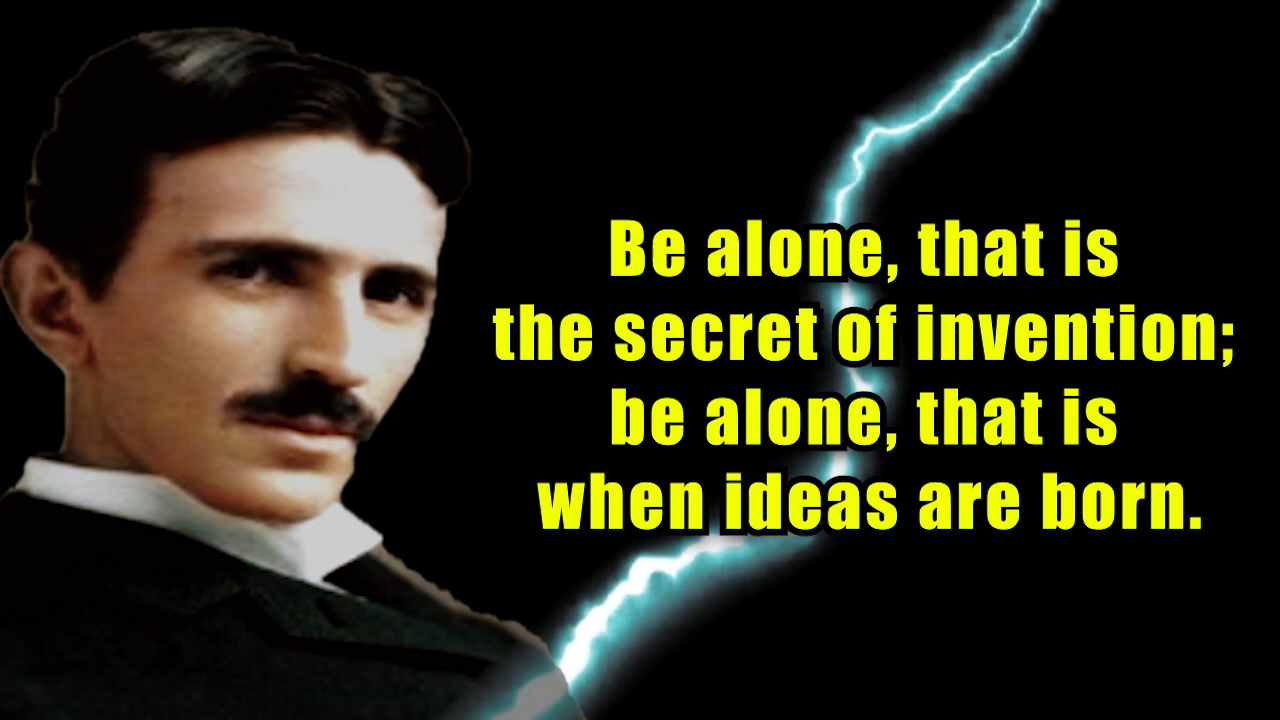 Be alone, that is
the secret of invention;
be alone, that is
when ideas are born.